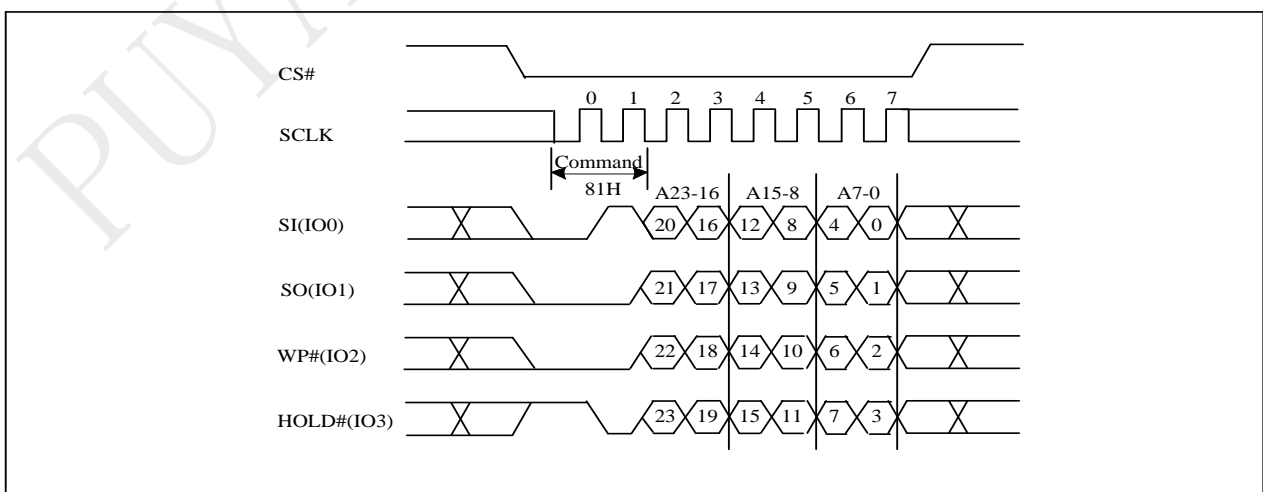 PUYA
CS#
0 1 2 3 4 5 6 7
SCLK
Command
81H A23-16 A15-8 A7-0
SI(IO0) 20 16 12 8 4 0
SO(IO1) 21 17 13 9 5 1
WP#(IO2) 22 18 14 10 6 2
HOLD#(IO3) 23 19 15 11 7 3